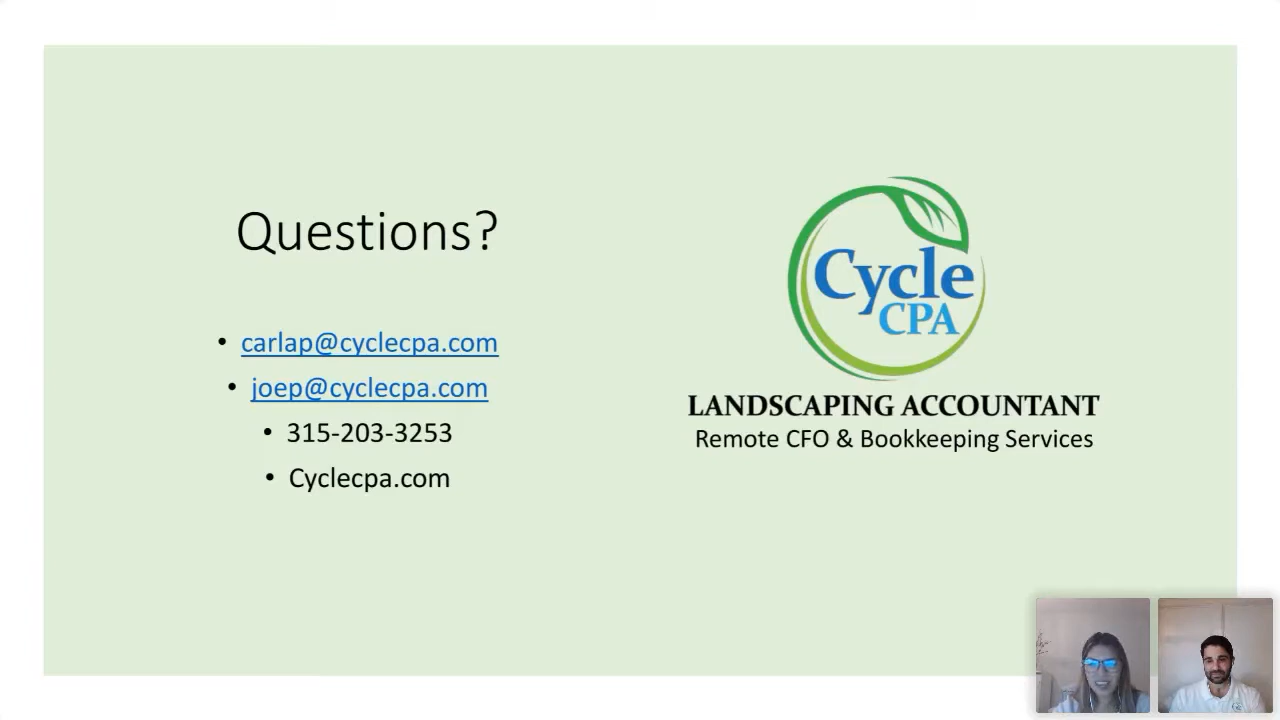 Questions?
• carlap@cyclecpa.com
• joep@cyclecpa.com
• 315-203-3253
• Cyclecpa.com
Cycle
CPA
LANDSCAPING ACCOUNTANT
Remote CFO & Bookkeeping Services